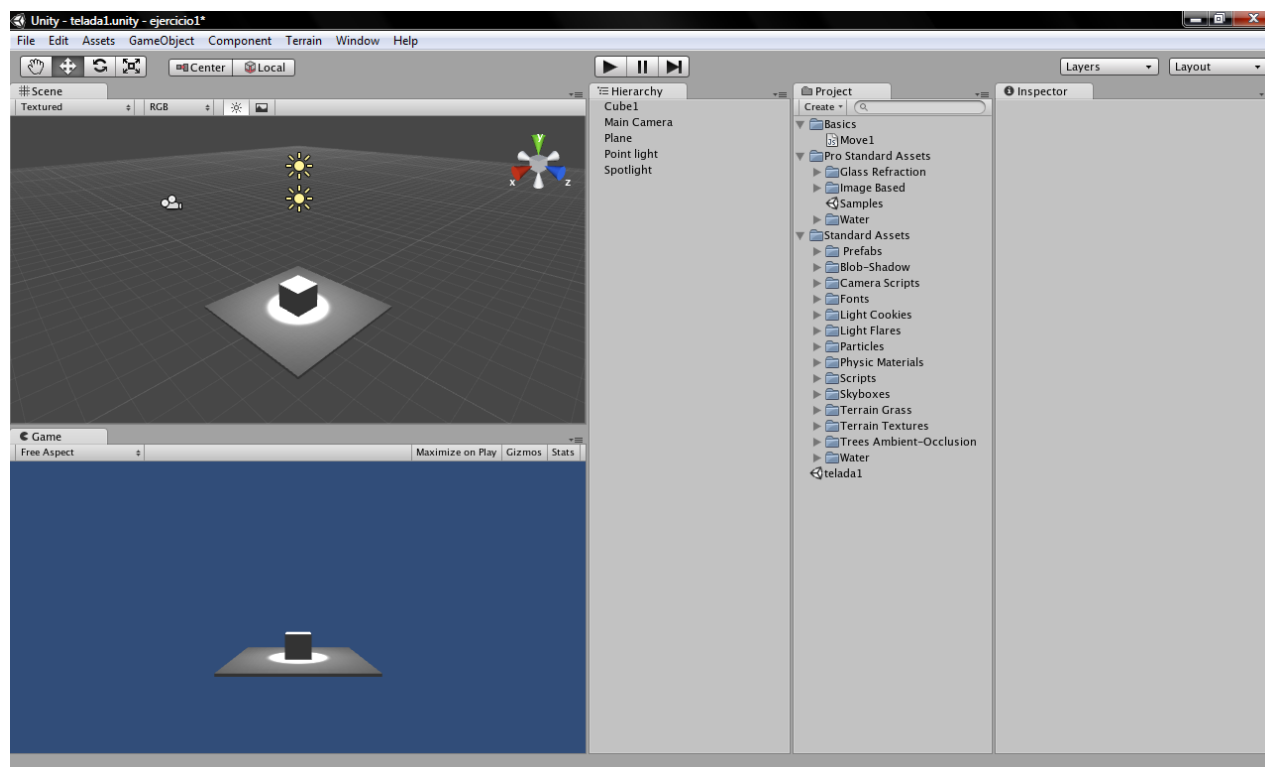 Unity - telada1.unity - ejercicio1*
File Edit Assets GameObject Component Terrain Window Help
Center Local
Layers Layout
Scene
Textured RGB
y
x z
Game
Free Aspect Maximize on Play Gizmos Stats
Hierarchy
Cube1
Main Camera
Plane
Point light
Spotlight
Project
Create
Basics
JS Move1
Pro Standard Assets
Glass Refraction
Image Based
Samples
Water
Standard Assets
Prefabs
Blob-Shadow
Camera Scripts
Fonts
Light Cookies
Light Flares
Particles
Physic Materials
Scripts
Skyboxes
Terrain Grass
Terrain Textures
Trees Ambient-Occlusion
Water
telada1
Inspector